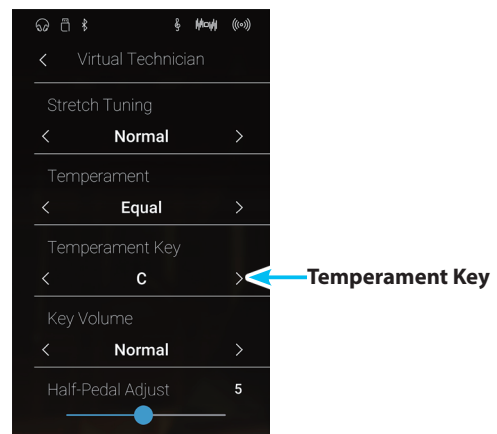 Virtual Technician
Stretch Tuning
Normal
Temperament
Equal
Temperament Key
C
Temperament Key
Key Volume
Normal
Half-Pedal Adjust 5